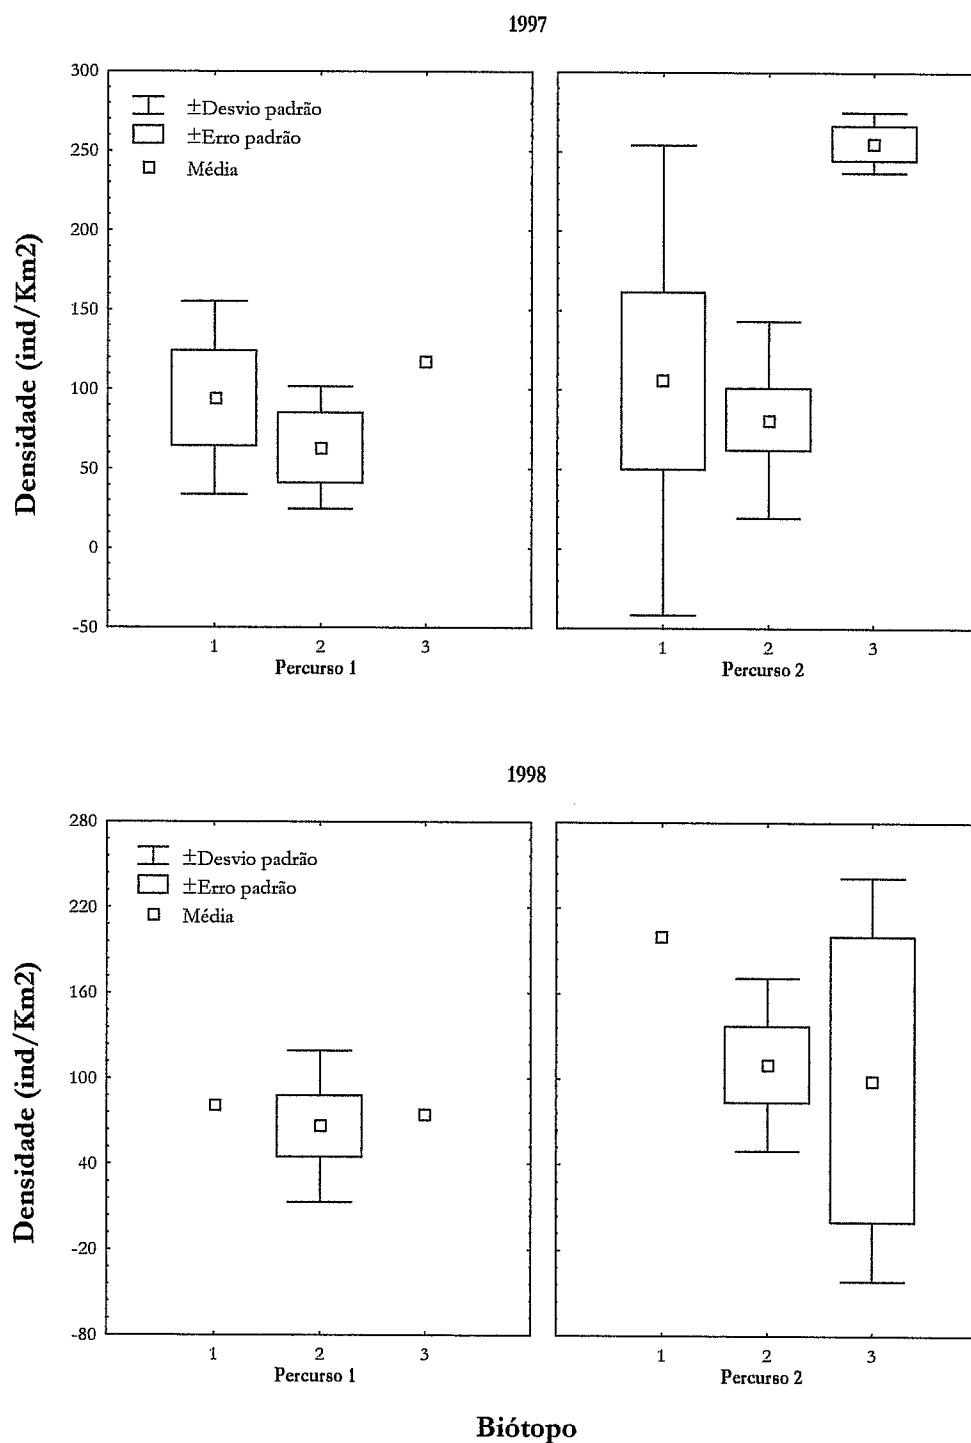 1997
Densidade (ind/Km2)
300
250
200
150
100
50
0
-50
±Desvio padrão
±Erro padrão
Média
1 2 3
Percurso 1
1 2 3
Percurso 2
1998
Densidade (ind/Km2)
280
220
160
100
40
-20
-80
±Desvio padrão
±Erro padrão
Média
1 2 3
Percurso 1
1 2 3
Percurso 2
Biótopo